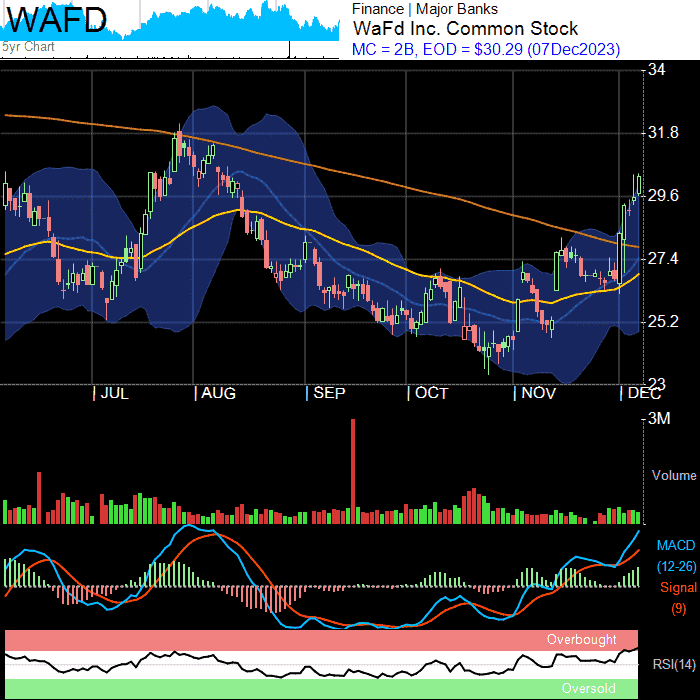 WAFD
5yr Chart
Finance | Major Banks
WaFd Inc. Common Stock
MC = 2B, EOD = $30.29 (07Dec2023)
34
31.8
29.6
27.4
25.2
23
| JUL | AUG | SEP | OCT | NOV | DEC
3M
Volume
MACD
(12-26)
Signal
(9)
Overbought
RSI(14)
Oversold